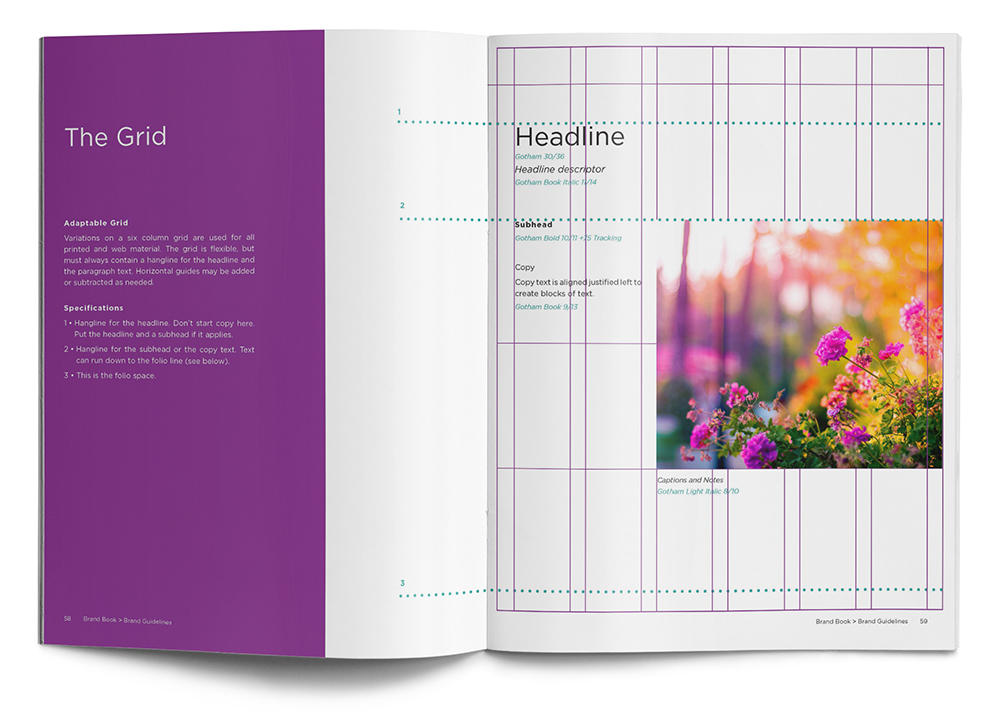 The Grid
Adaptable Grid
Variations on a six column grid are used for all
printed and web material. The grid is flexible, but
must always contain a hangline for the headline and
the paragraph text. Horizontal guides may be added
or subtracted as needed.
Specifications
1 • Hangline for the headline. Don't start copy here.
Put the headline and a subhead if it applies.
2 • Hangline for the subhead or the copy text. Text
can run down to the folio line (see below).
3 • This is the folio space.
58 Brand Book > Brand Guidelines
1
2
3
Headline
Gotham 30/36
Headline descriptor
Gotham Book Italic 11/14
Subhead
Gotham Bold 10/11 +75 Tracking
Copy
Copy text is aligned justified left to
create blocks of text.
Gotham Book 9/13
Captions and Notes
Gotham Light Italic 8/10
Brand Book > Brand Guidelines 59